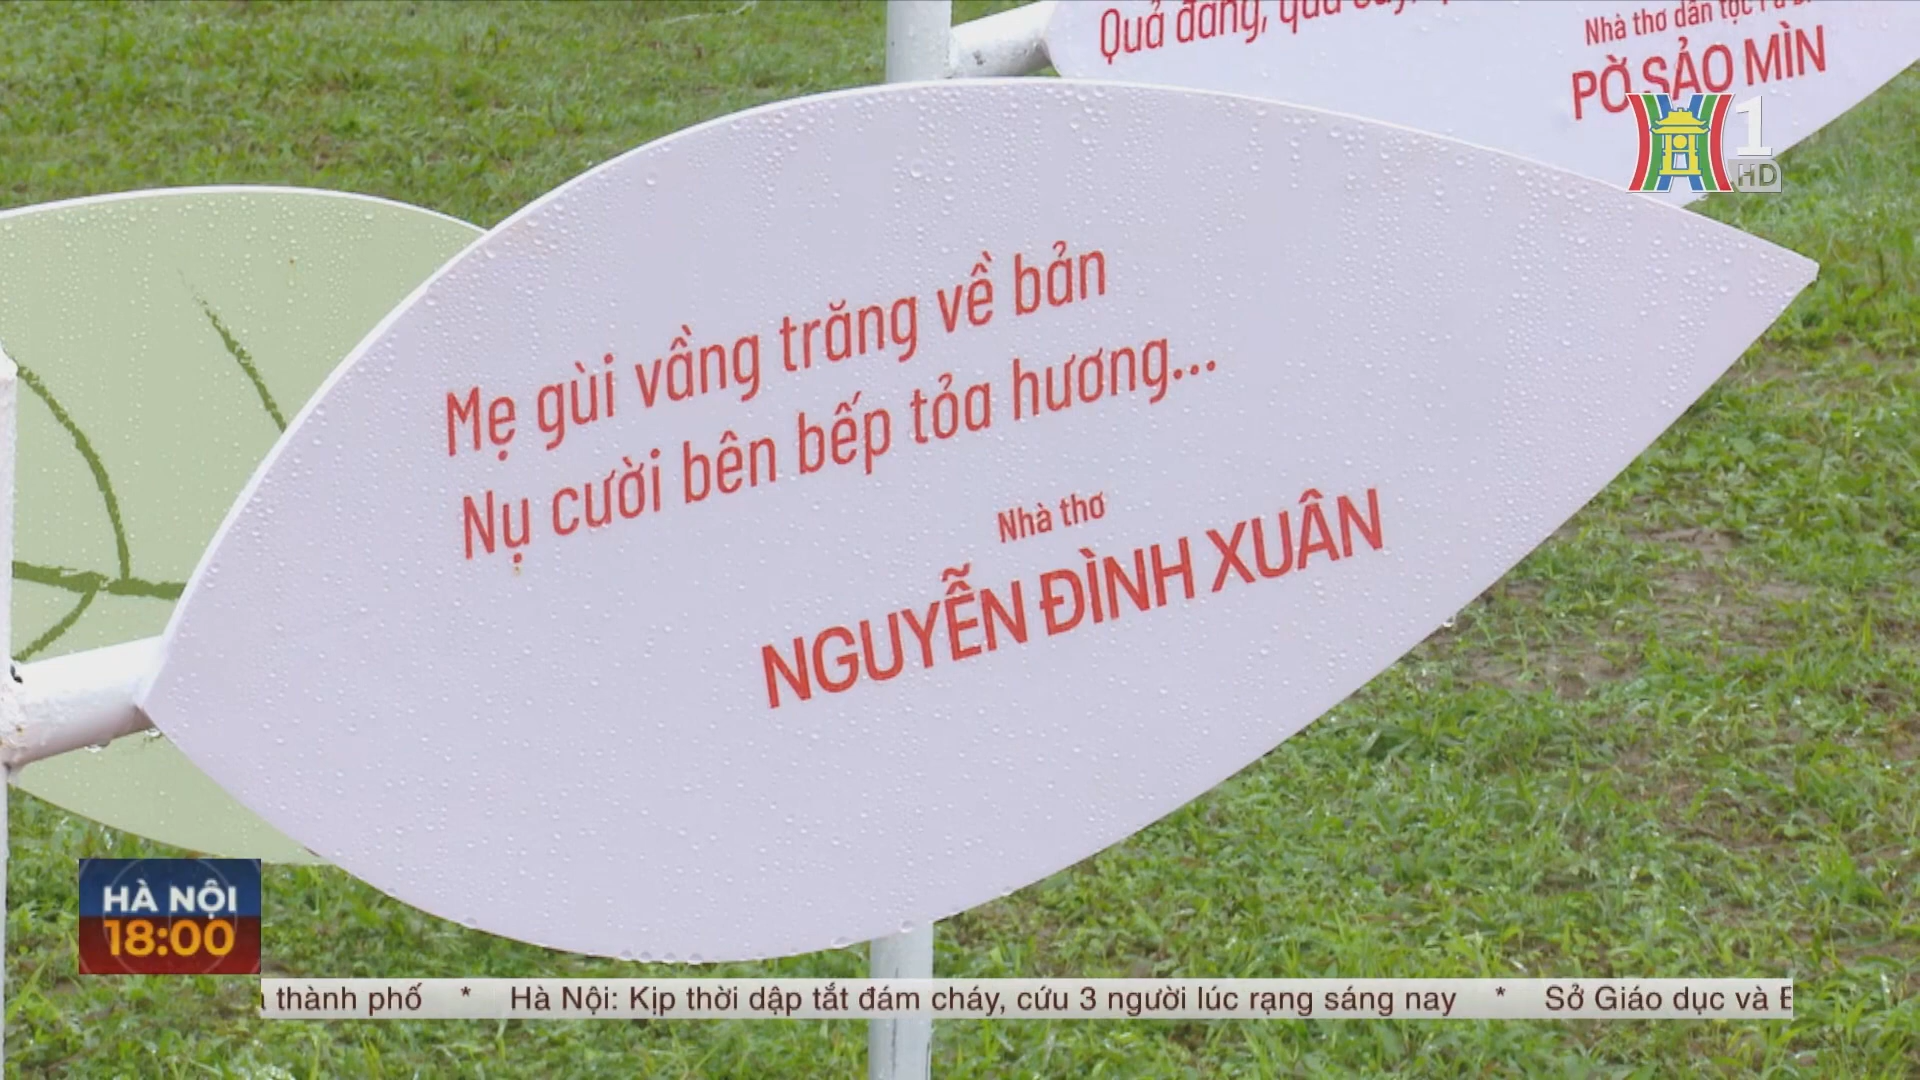 Quả đắng, quả
Nhà thơ dân tộc
PỜ SẢO MÌN
1
HD
Mẹ gùi vầng trăng về bản
Nụ cười bên bếp tỏa hương...
Nhà thơ
NGUYỄN ĐÌNH XUÂN
HÀ NỘI
18:00
thành phố * Hà Nội: Kịp thời dập tắt đám cháy, cứu 3 người lúc rạng sáng nay * Sở Giáo dục và